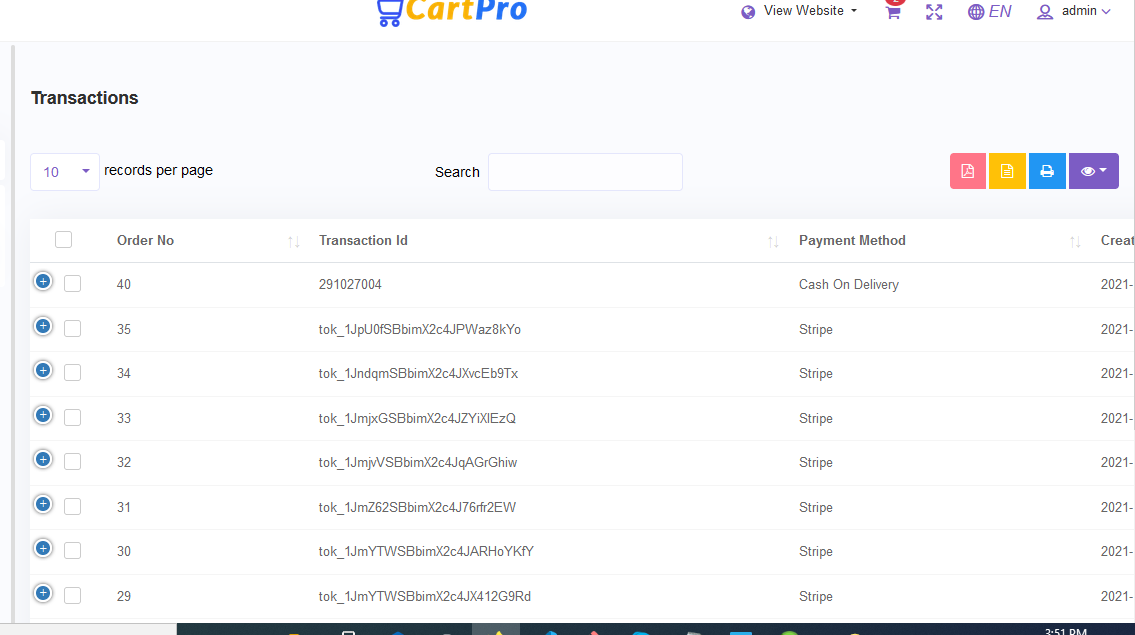 CartPro
View Website
EN
admin
Transactions
10 records per page
Search
Order No Transaction Id Payment Method Creat
40 291027004 Cash On Delivery 2021-
35 tok_1JpU0fSBbimX2c4JPWaz8kYo Stripe 2021-
34 tok_1JndqmSBbimX2c4JXvcEb9Tx Stripe 2021-
33 tok_1JmjxGSBbimX2c4JZYiXlEzQ Stripe 2021-
32 tok_1JmjvVSBbimX2c4JqAGrGhiw Stripe 2021-
31 tok_1JmZ62SBbimX2c4J76rfr2EW Stripe 2021-
30 tok_1JmYTWSBbimX2c4JARHoYKfY Stripe 2021-
29 tok_1JmYTWSBbimX2c4JX412G9Rd Stripe 2021-
3:51 PM